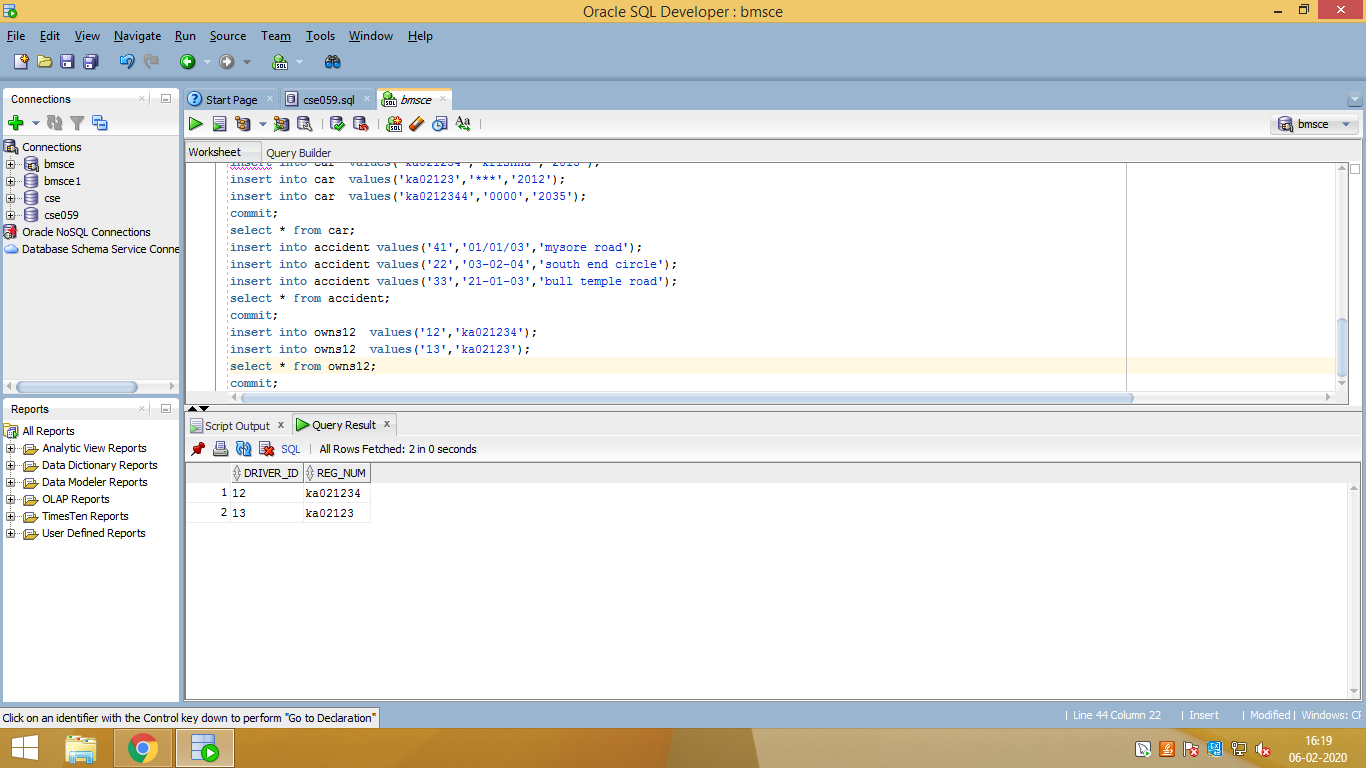 Oracle SQL Developer : bmsce
File Edit View Navigate Run Source Team Tools Window Help
Connections
Start Page
cse059.sql
bmsce
bmsce
Worksheet
Query Builder
Connections
bmsce
bmsce1
cse
cse059
Oracle NoSQL Connections
Database Schema Service Conne
insert into car values('ka021234','krishna','2015');
insert into car  values('ka02123','***','2012');
insert into car  values('ka0212344','0000','2035');
commit;
select * from car;
insert into accident values('41','01/01/03','mysore road');
insert into accident values('22','03-02-04','south end circle');
insert into accident values('33','21-01-03','bull temple road');
select * from accident;
commit;
insert into owns12  values('12','ka021234');
insert into owns12  values('13','ka02123');
select * from owns12;
commit;
Reports
All Reports
Analytic View Reports
Data Dictionary Reports
Data Modeler Reports
OLAP Reports
TimesTen Reports
User Defined Reports
Script Output x
Query Result x
SQL | All Rows Fetched: 2 in 0 seconds
DRIVER_ID REG_NUM
1 12 ka021234
2 13 ka02123
Click on an identifier with the Control key down to perform "Go to Declaration"
| Line 44 Column 22 | Insert | Modified | Windows: CF
16:19
06-02-2020